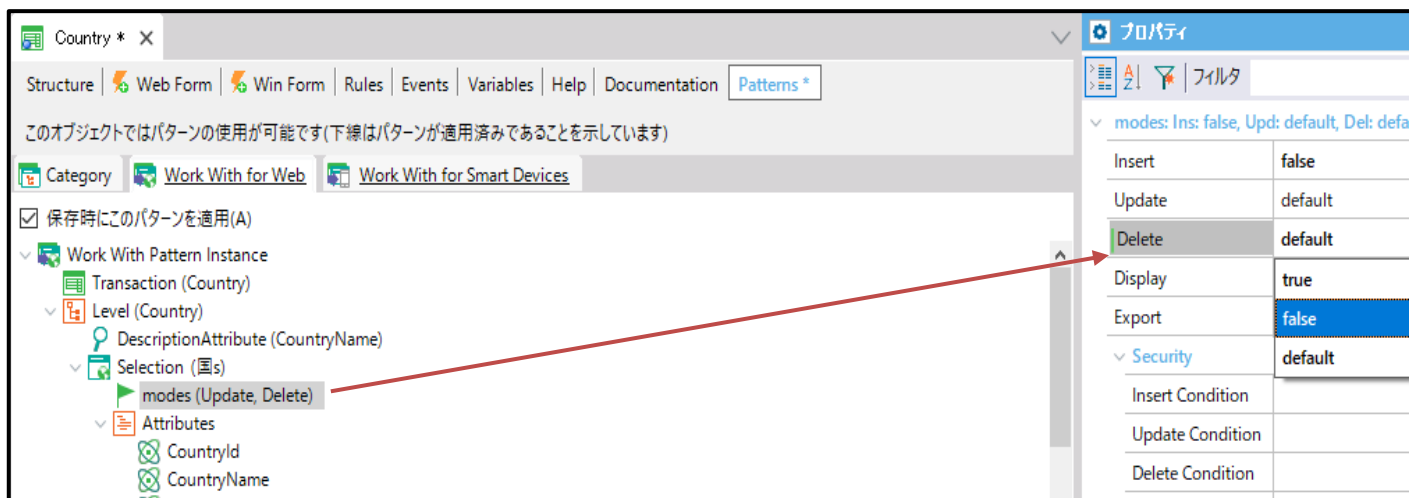 Country *
Structure Web Form Win Form Rules Events Variables Help Documentation Patterns *
このオブジェクトではパターンの使用が可能です(下線はパターンが適用済みであることを示しています)
Category Work With for Web Work With for Smart Devices
保存時にこのパターンを適用(A)
Work With Pattern Instance
Transaction (Country)
Level (Country)
DescriptionAttribute (CountryName)
Selection (国s)
modes (Update, Delete)
Attributes
CountryId
CountryName
プロパティ
フィルタ
modes: Ins: false, Upd: default, Del: defa
Insert false
Update default
Delete default
Display true
Export false
Security default
Insert Condition
Update Condition
Delete Condition